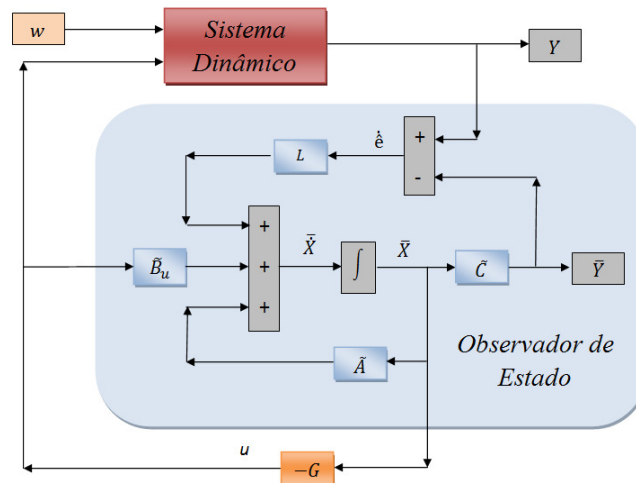 w
Sistema
Dinâmico
Y
+
-
ė̂
L
+
+
+
B̃ᵤ
Ẋ̄
∫
X̄
C̃
Ȳ
Ã
Observador de
Estado
u
−G